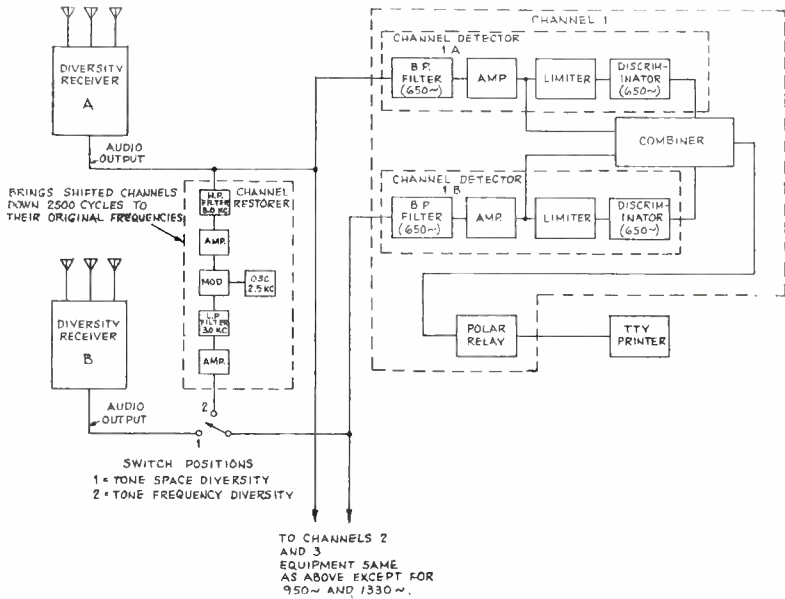 DIVERSITY
RECEIVER
A
AUDIO
OUTPUT
BRINGS SHIFTED CHANNELS
DOWN 2500 CYCLES TO
THEIR ORIGINAL FREQUENCIES
CHANNEL
RESTORER
H.P.
FILTER
3.0 KC
AMP.
MOD
OSC
2.5 KC
L.P.
FILTER
3.0 KC
AMP.
DIVERSITY
RECEIVER
B
AUDIO
OUTPUT
2
1
SWITCH POSITIONS
1 = TONE SPACE DIVERSITY
2 = TONE FREQUENCY DIVERSITY
TO CHANNELS 2
AND 3
EQUIPMENT SAME
AS ABOVE EXCEPT FOR
950~ AND 1330~.
CHANNEL 1
CHANNEL DETECTOR
1 A
B.P.
FILTER
(650~)
AMP
LIMITER
DISCRIM-
INATOR
(650~)
COMBINER
CHANNEL DETECTOR
1 B
B P.
FILTER
(650~)
AMP.
LIMITER
DISCRIM-
INATOR
(650~)
POLAR
RELAY
TTY
PRINTER